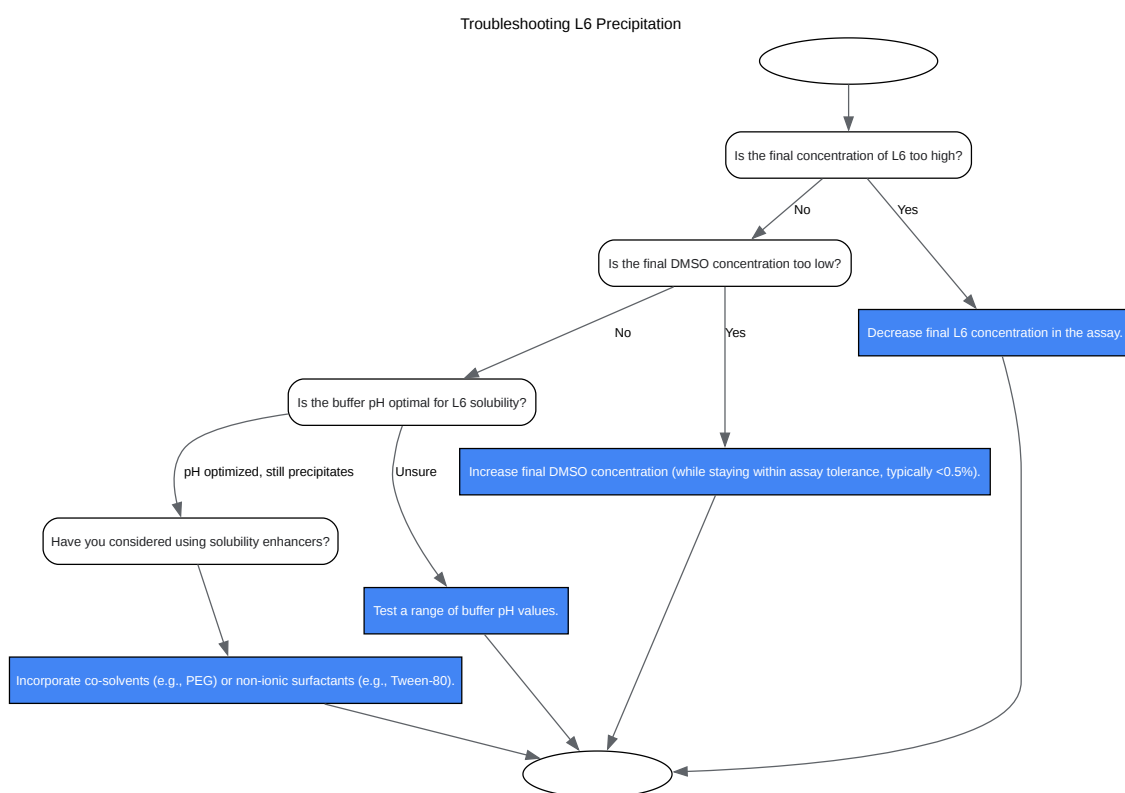 Troubleshooting L6 Precipitation
Is the final concentration of L6 too high?
No
Yes
Is the final DMSO concentration too low?
Decrease final L6 concentration in the assay.
No
Yes
Is the buffer pH optimal for L6 solubility?
pH optimized, still precipitates
Unsure
Increase final DMSO concentration (while staying within assay tolerance, typically <0.5%).
Have you considered using solubility enhancers?
Test a range of buffer pH values.
Incorporate co-solvents (e.g., PEG) or non-ionic surfactants (e.g., Tween-80).